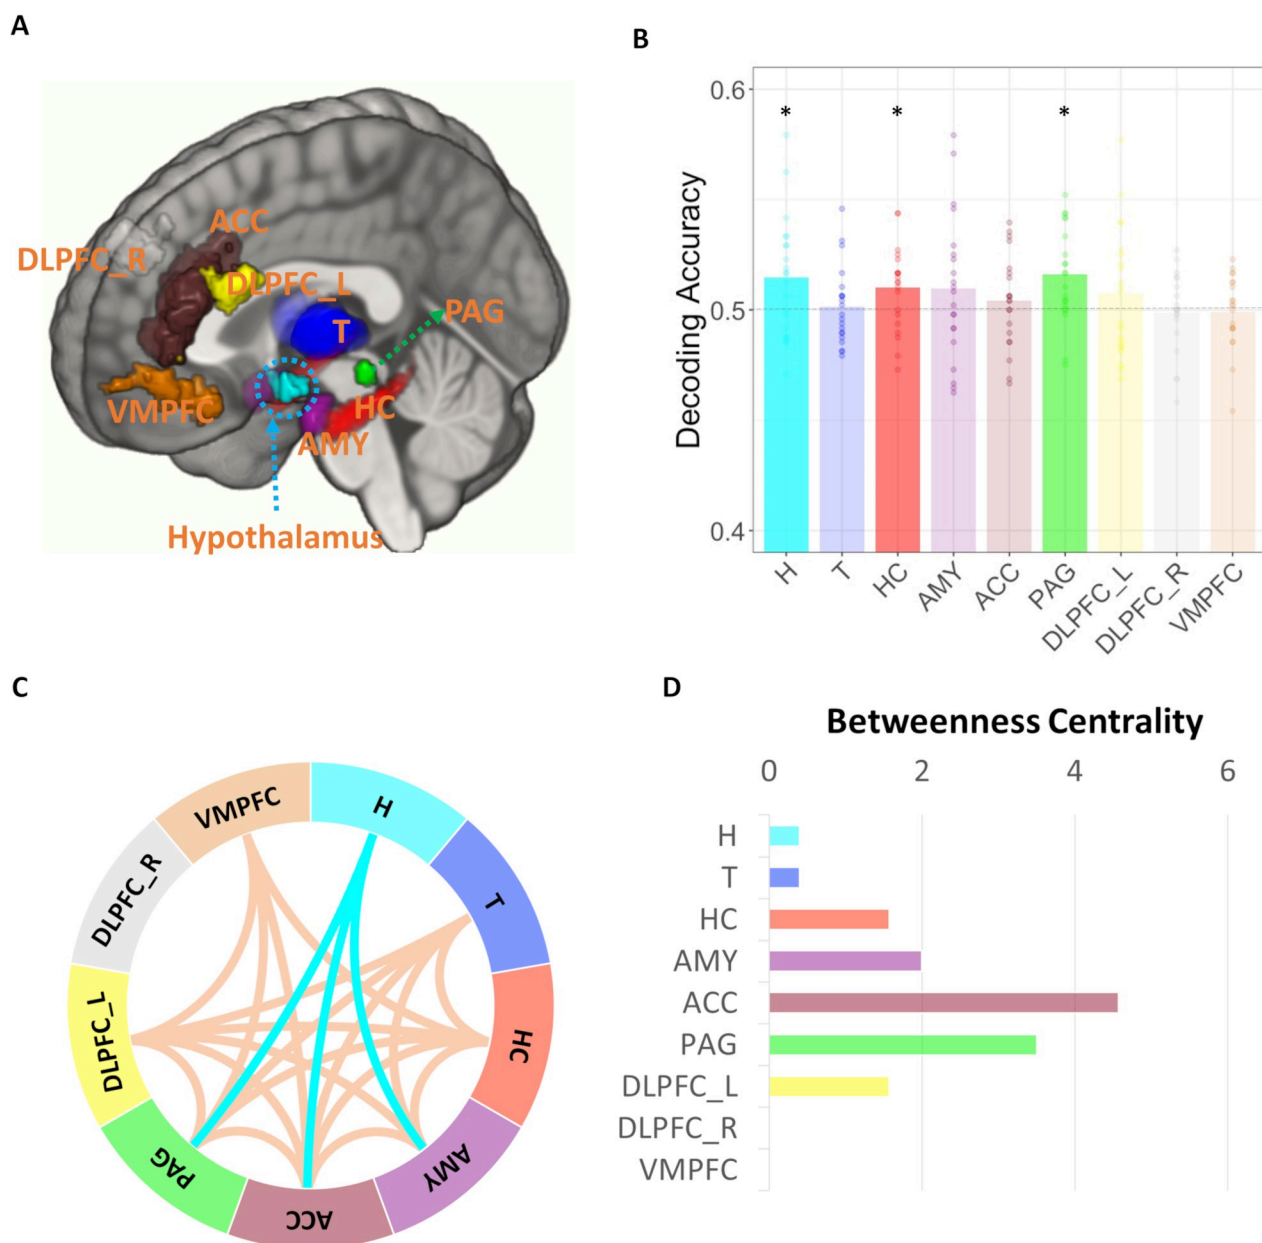 A
ACC
DLPFC_R
DLPFC_L
PAG
T
VMPFC
HC
AMY
Hypothalamus
B
Decoding Accuracy
0.6
* * *
0.5
0.4
H T HC AMY ACC PAG DLPFC_L DLPFC_R VMPFC
C
VMPFC
H
T
HC
AMY
ACC
PAG
DLPFC_L
DLPFC_R
D
Betweenness Centrality
0 2 4 6
H
T
HC
AMY
ACC
PAG
DLPFC_L
DLPFC_R
VMPFC